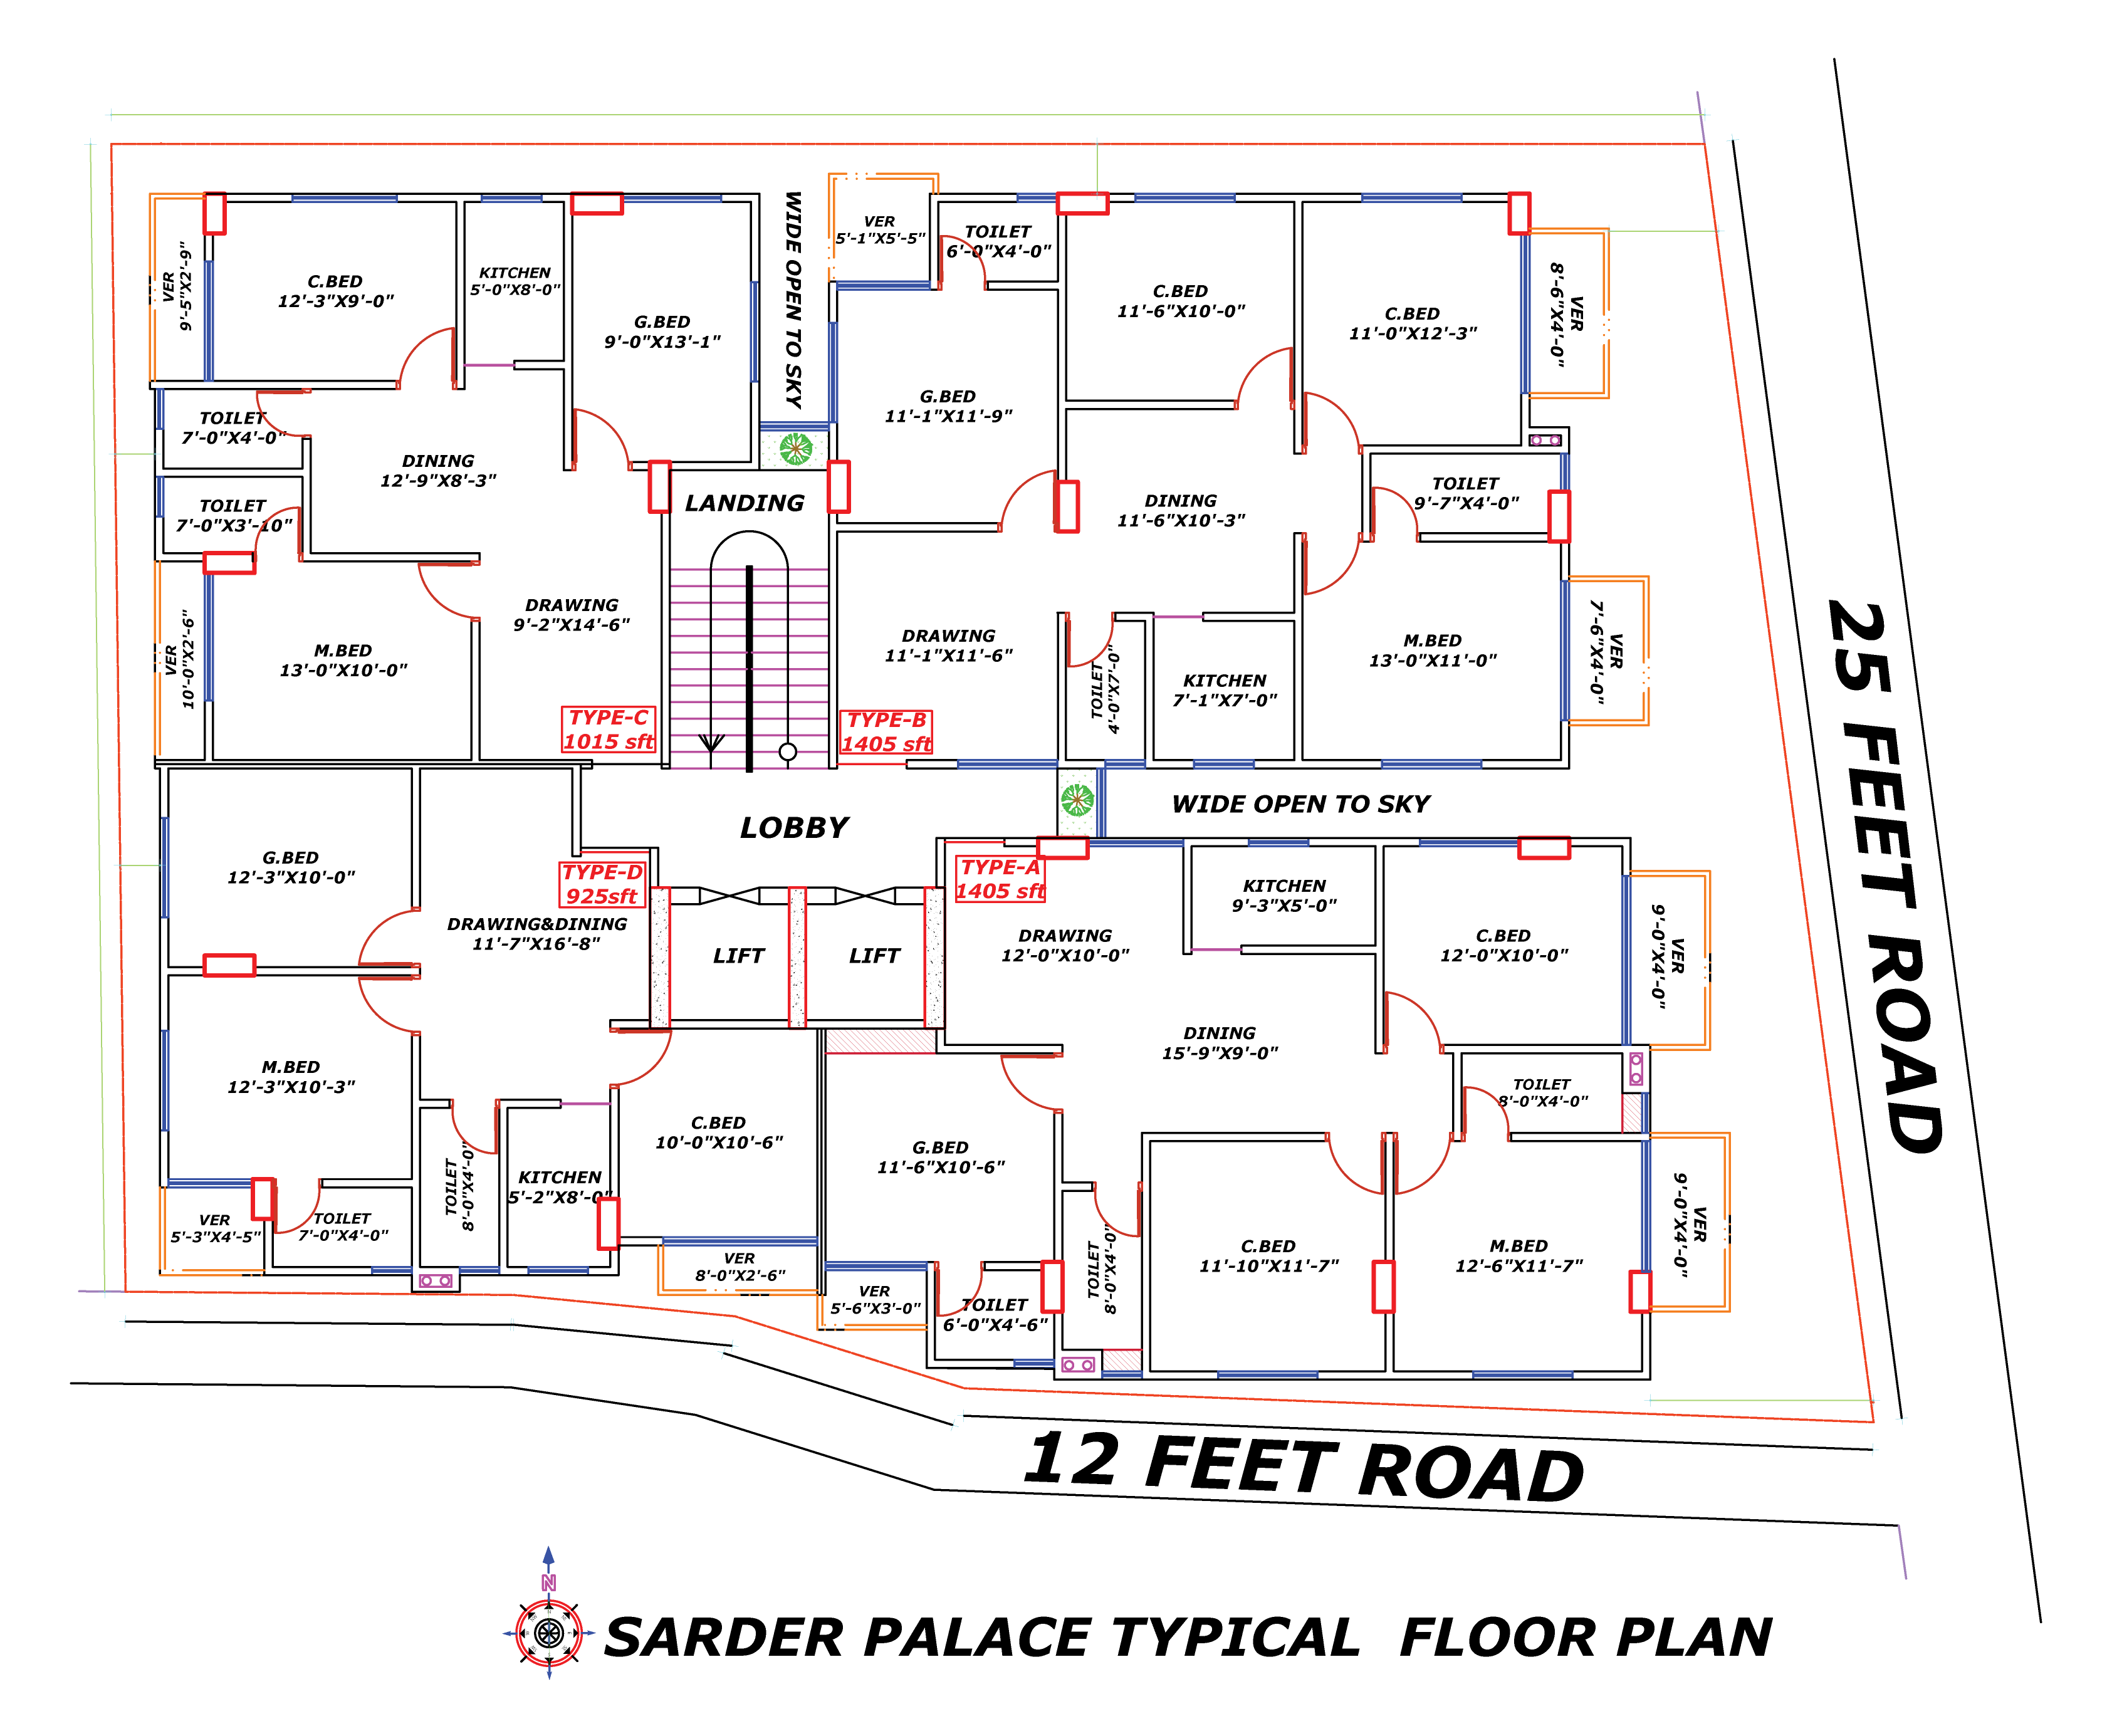 VER
9'-5"X2'-9"
C.BED
12'-3"X9'-0"
KITCHEN
5'-0"X8'-0"
G.BED
9'-0"X13'-1"
WIDE OPEN TO SKY
VER
5'-1"X5'-5"
TOILET
6'-0"X4'-0"
C.BED
11'-6"X10'-0"
C.BED
11'-0"X12'-3"
VER
8'-6"X4'-0"
TOILET
7'-0"X4'-0"
DINING
12'-9"X8'-3"
G.BED
11'-1"X11'-9"
TOILET
7'-0"X3'-10"
LANDING
DINING
11'-6"X10'-3"
TOILET
9'-7"X4'-0"
VER
10'-0"X2'-6"
M.BED
13'-0"X10'-0"
DRAWING
9'-2"X14'-6"
DRAWING
11'-1"X11'-6"
TOILET
4'-0"X7'-0"
KITCHEN
7'-1"X7'-0"
M.BED
13'-0"X11'-0"
VER
7'-6"X4'-0"
TYPE-C
1015 sft
TYPE-B
1405 sft
25 FEET ROAD
LOBBY
WIDE OPEN TO SKY
G.BED
12'-3"X10'-0"
TYPE-D
925sft
TYPE-A
1405 sft
DRAWING&DINING
11'-7"X16'-8"
LIFT
LIFT
DRAWING
12'-0"X10'-0"
KITCHEN
9'-3"X5'-0"
C.BED
12'-0"X10'-0"
VER
9'-0"X4'-0"
M.BED
12'-3"X10'-3"
DINING
15'-9"X9'-0"
TOILET
8'-0"X4'-0"
C.BED
10'-0"X10'-6"
G.BED
11'-6"X10'-6"
TOILET
8'-0"X4'-0"
KITCHEN
5'-2"X8'-0"
VER
5'-3"X4'-5"
TOILET
7'-0"X4'-0"
VER
8'-0"X2'-6"
VER
5'-6"X3'-0"
TOILET
6'-0"X4'-6"
TOILET
8'-0"X4'-0"
C.BED
11'-10"X11'-7"
M.BED
12'-6"X11'-7"
VER
9'-0"X4'-0"
12 FEET ROAD
N
SARDER PALACE TYPICAL FLOOR PLAN